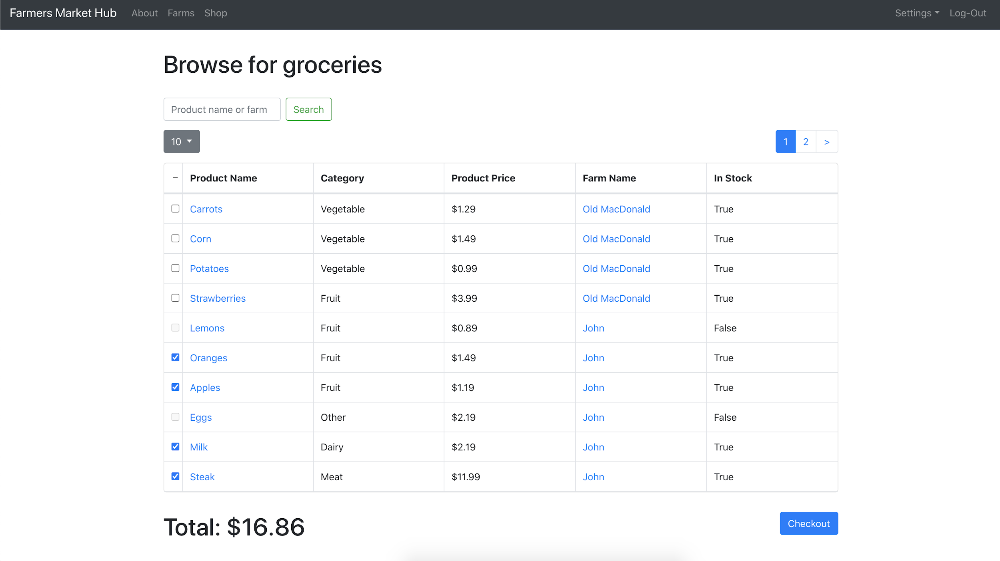 Farmers Market Hub About Farms Shop Settings Log-Out
Browse for groceries
Product name or farm Search
10 1 2 >
− Product Name Category Product Price Farm Name In Stock
Carrots Vegetable $1.29 Old MacDonald True
Corn Vegetable $1.49 Old MacDonald True
Potatoes Vegetable $0.99 Old MacDonald True
Strawberries Fruit $3.99 Old MacDonald True
Lemons Fruit $0.89 John False
Oranges Fruit $1.49 John True
Apples Fruit $1.19 John True
Eggs Other $2.19 John False
Milk Dairy $2.19 John True
Steak Meat $11.99 John True
Total: $16.86 Checkout